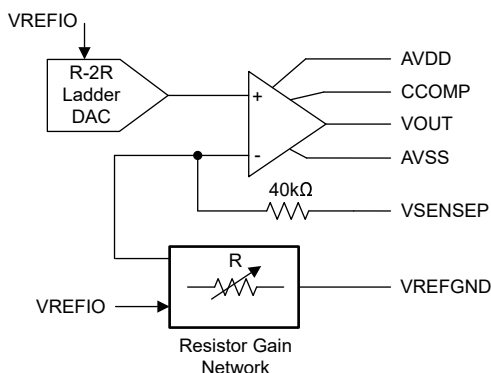 VREFIO
R-2R
Ladder
DAC
+
-
AVDD
CCOMP
VOUT
AVSS
40kΩ
VSENSEP
R
VREFIO
VREFGND
Resistor Gain
Network